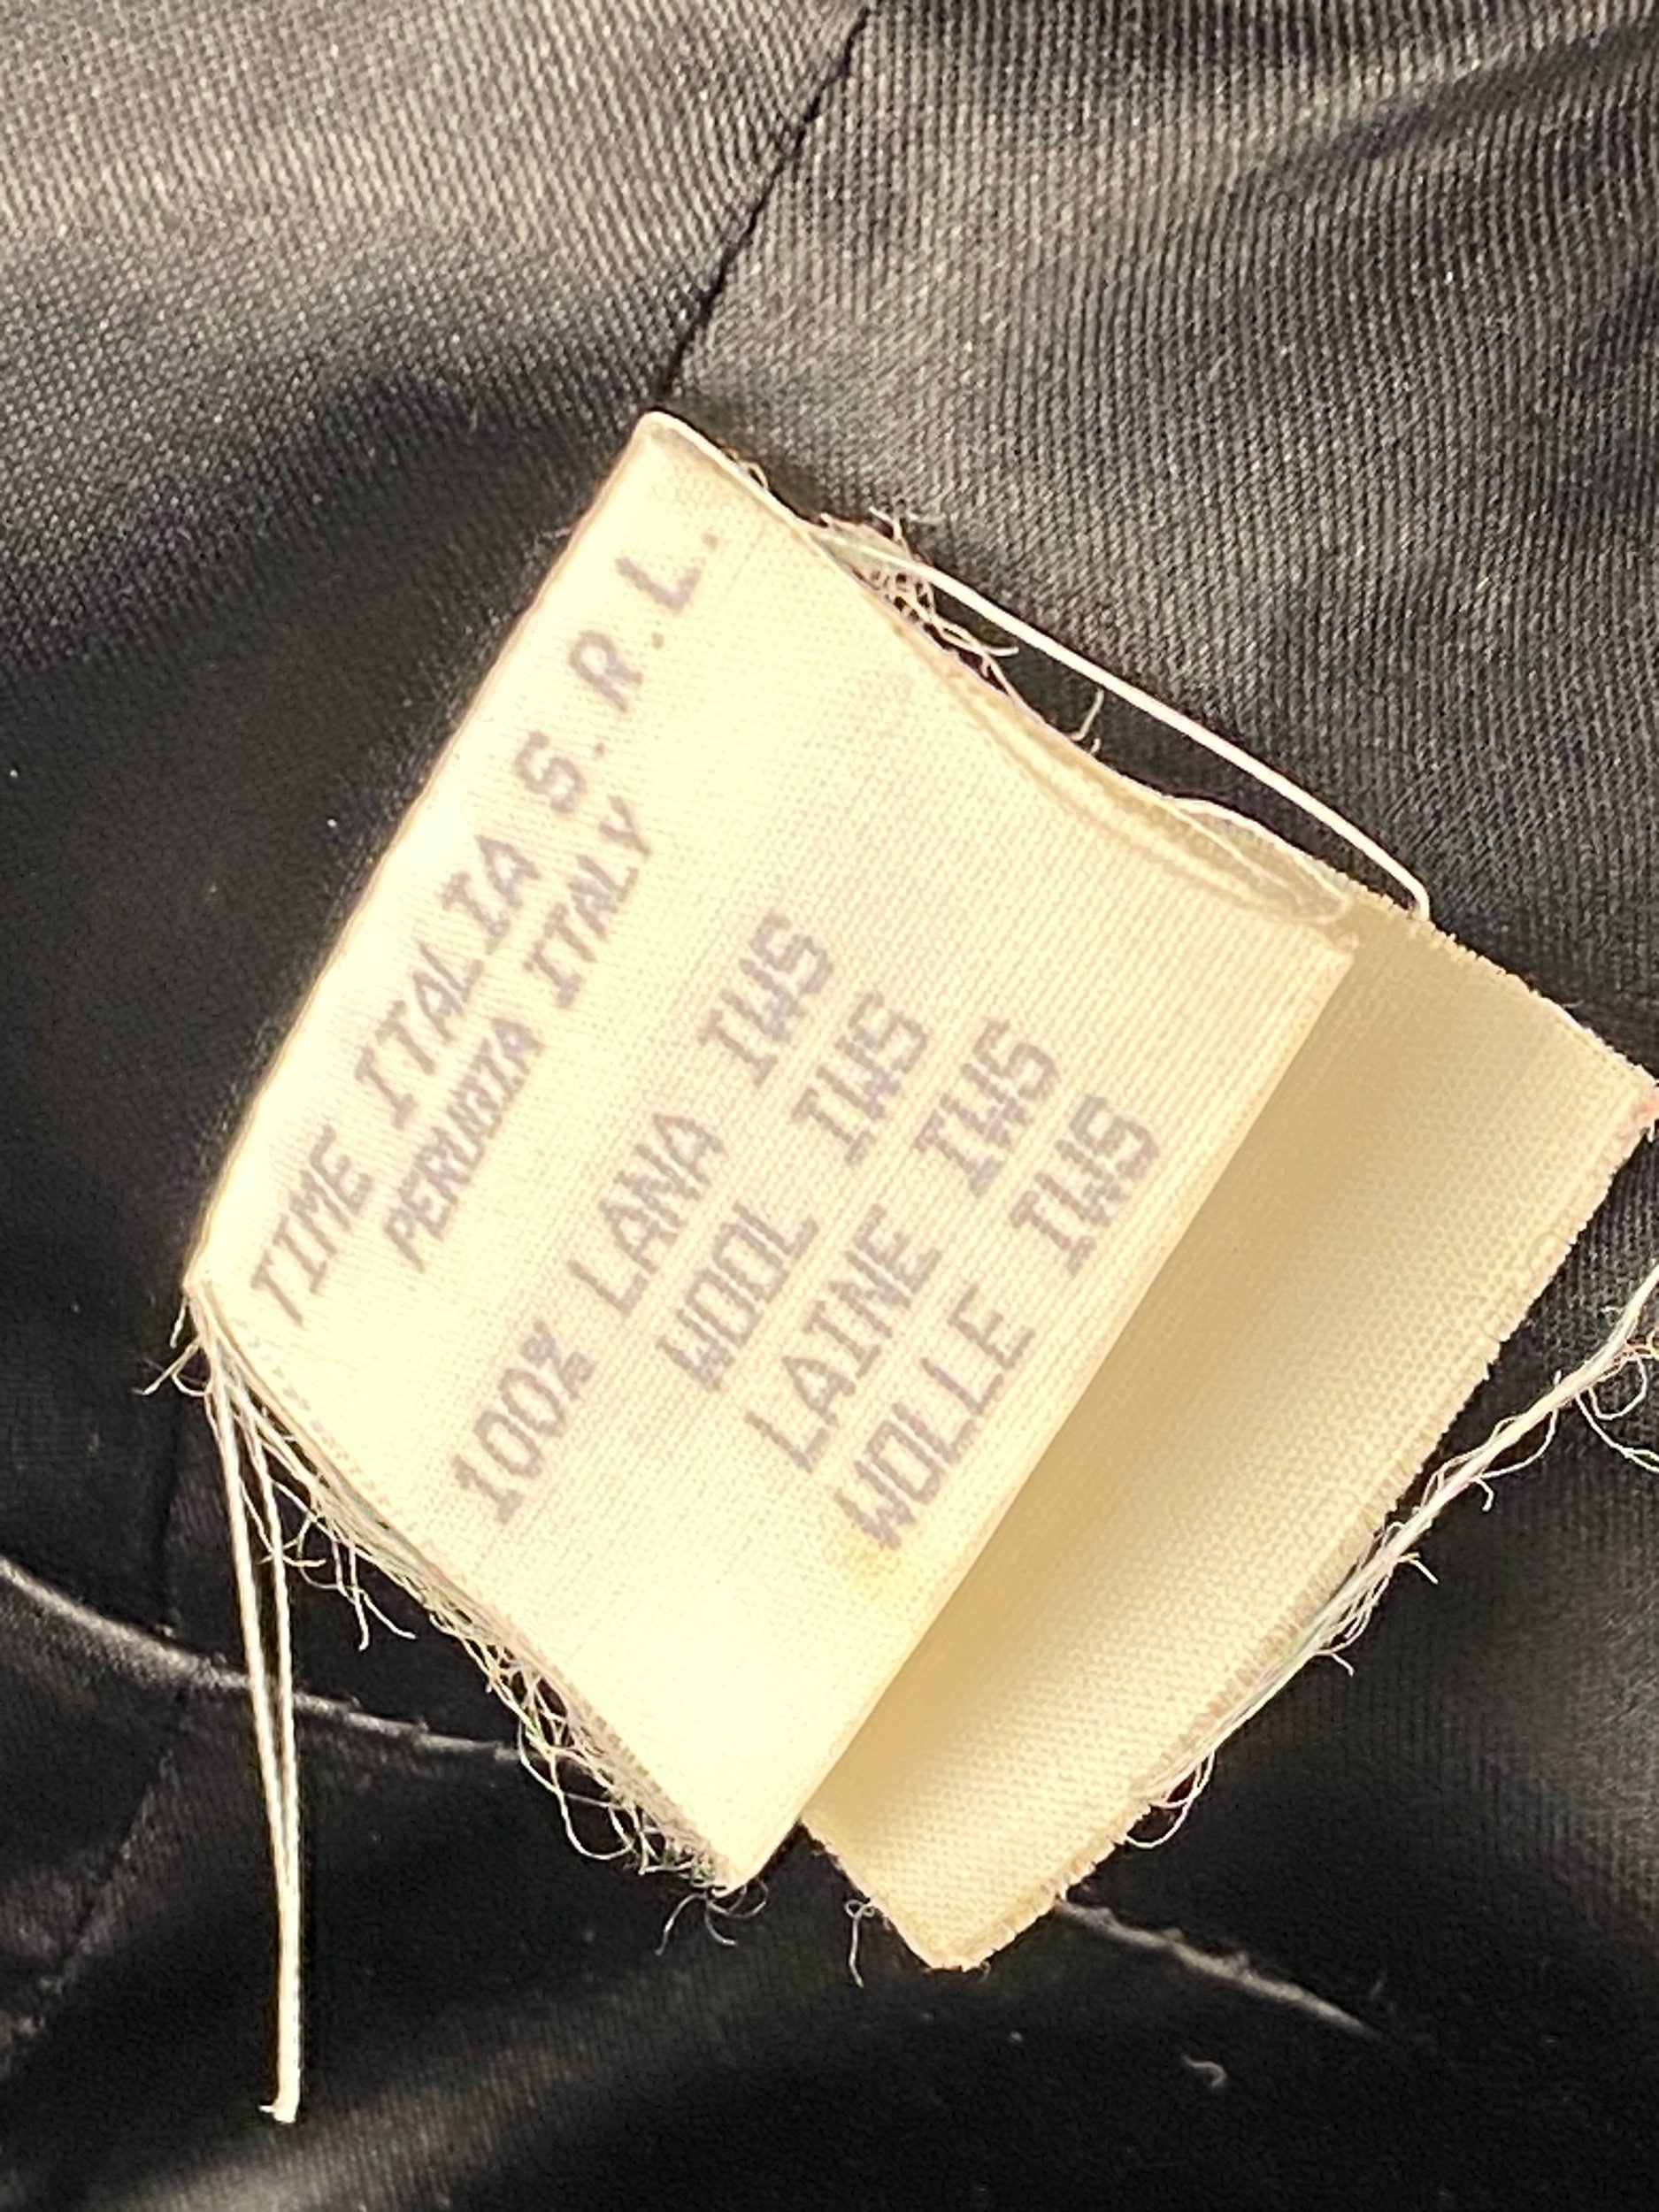 TIME ITALIA S.R.L.
PERUGIA ITALY
100% LANA IWS
WOOL IWS
LAINE IWS
WOLLE IWS